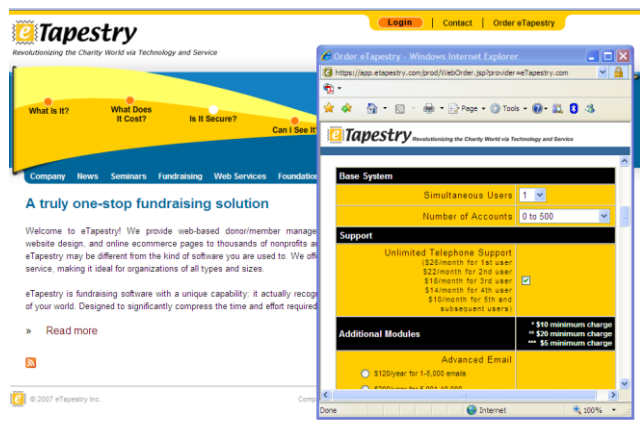 Login | Contact | Order eTapestry
eTapestry
Revolutionizing the Charity World via Technology and Service
What Is It?
What Does
It Cost?
Is It Secure?
Can I See It
Company News Seminars Fundraising Web Services Foundation
A truly one-stop fundraising solution
Welcome to eTapestry! We provide web-based donor/member manage
website design, and online ecommerce pages to thousands of nonprofits a
eTapestry may be different from the kind of software you are used to. We offi
service, making it ideal for organizations of all types and sizes.
eTapestry is fundraising software with a unique capability: it actually recog
of your world. Designed to significantly compress the time and effort required
» Read more
© 2007 eTapestry Inc.
Comp
Order eTapestry - Windows Internet Explorer
https://app.etapestry.com/prod/WebOrder.jsp?provider=eTapestry.com
Page Tools
eTapestry Revolutionizing the Charity World via Technology and Service
Base System
Simultaneous Users 1
Number of Accounts 0 to 500
Support
Unlimited Telephone Support
($26/month for 1st user
$22/month for 2nd user
$18/month for 3rd user
$14/month for 4th user
$10/month for 5th and
subsequent users)
Additional Modules
* $10 minimum charge
** $20 minimum charge
*** $5 minimum charge
Advanced Email
$120/year for 1-5,000 emails
$200/year for 5,001-10,000
Done
Internet
100%